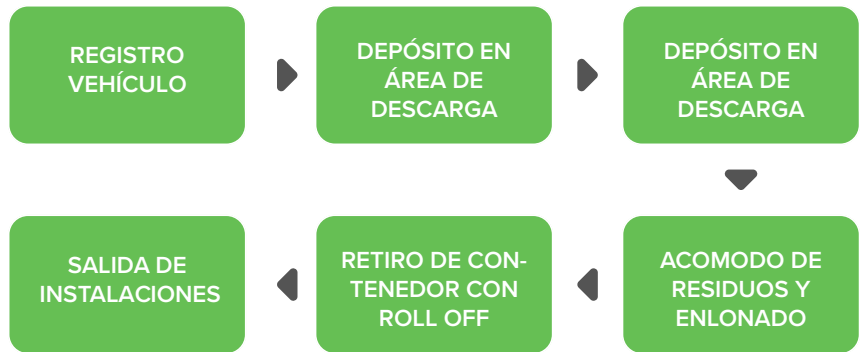 REGISTRO
VEHÍCULO
DEPÓSITO EN
ÁREA DE
DESCARGA
DEPÓSITO EN
ÁREA DE
DESCARGA
ACOMODO DE
RESIDUOS Y
ENLONADO
RETIRO DE CON-
TENEDOR CON
ROLL OFF
SALIDA DE
INSTALACIONES